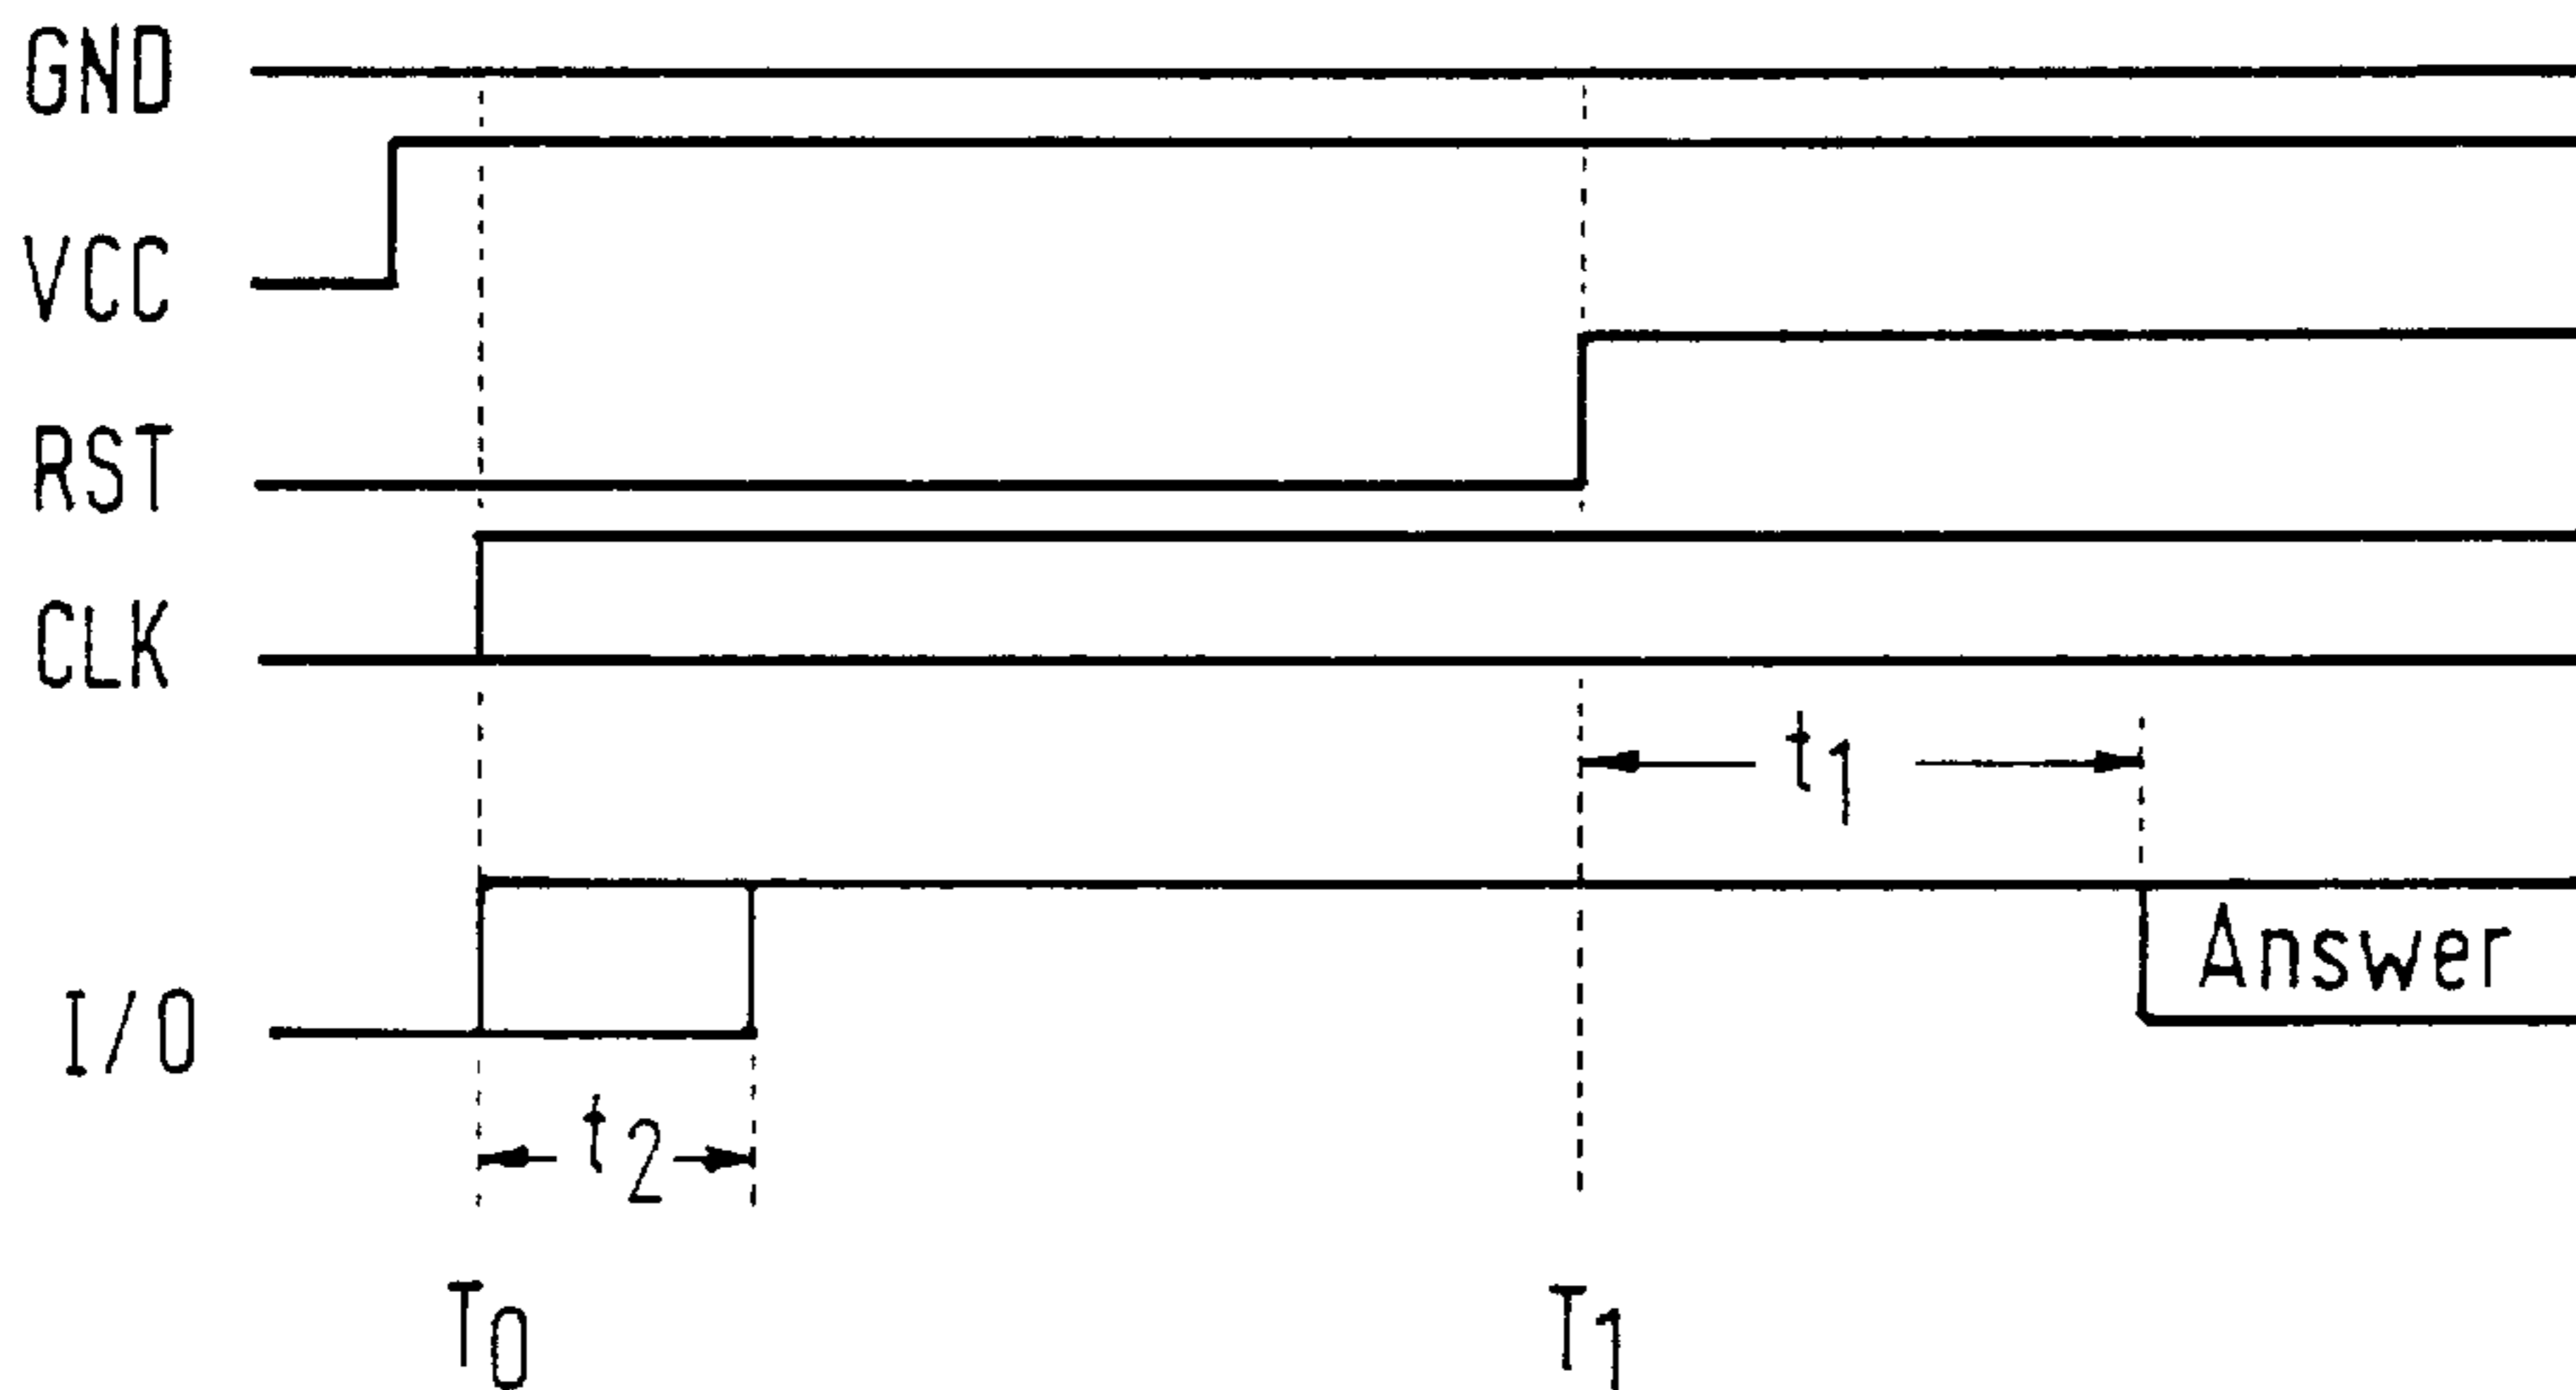 GND
VCC
RST
CLK
t1
Answer
I/O
t2
T0
T1